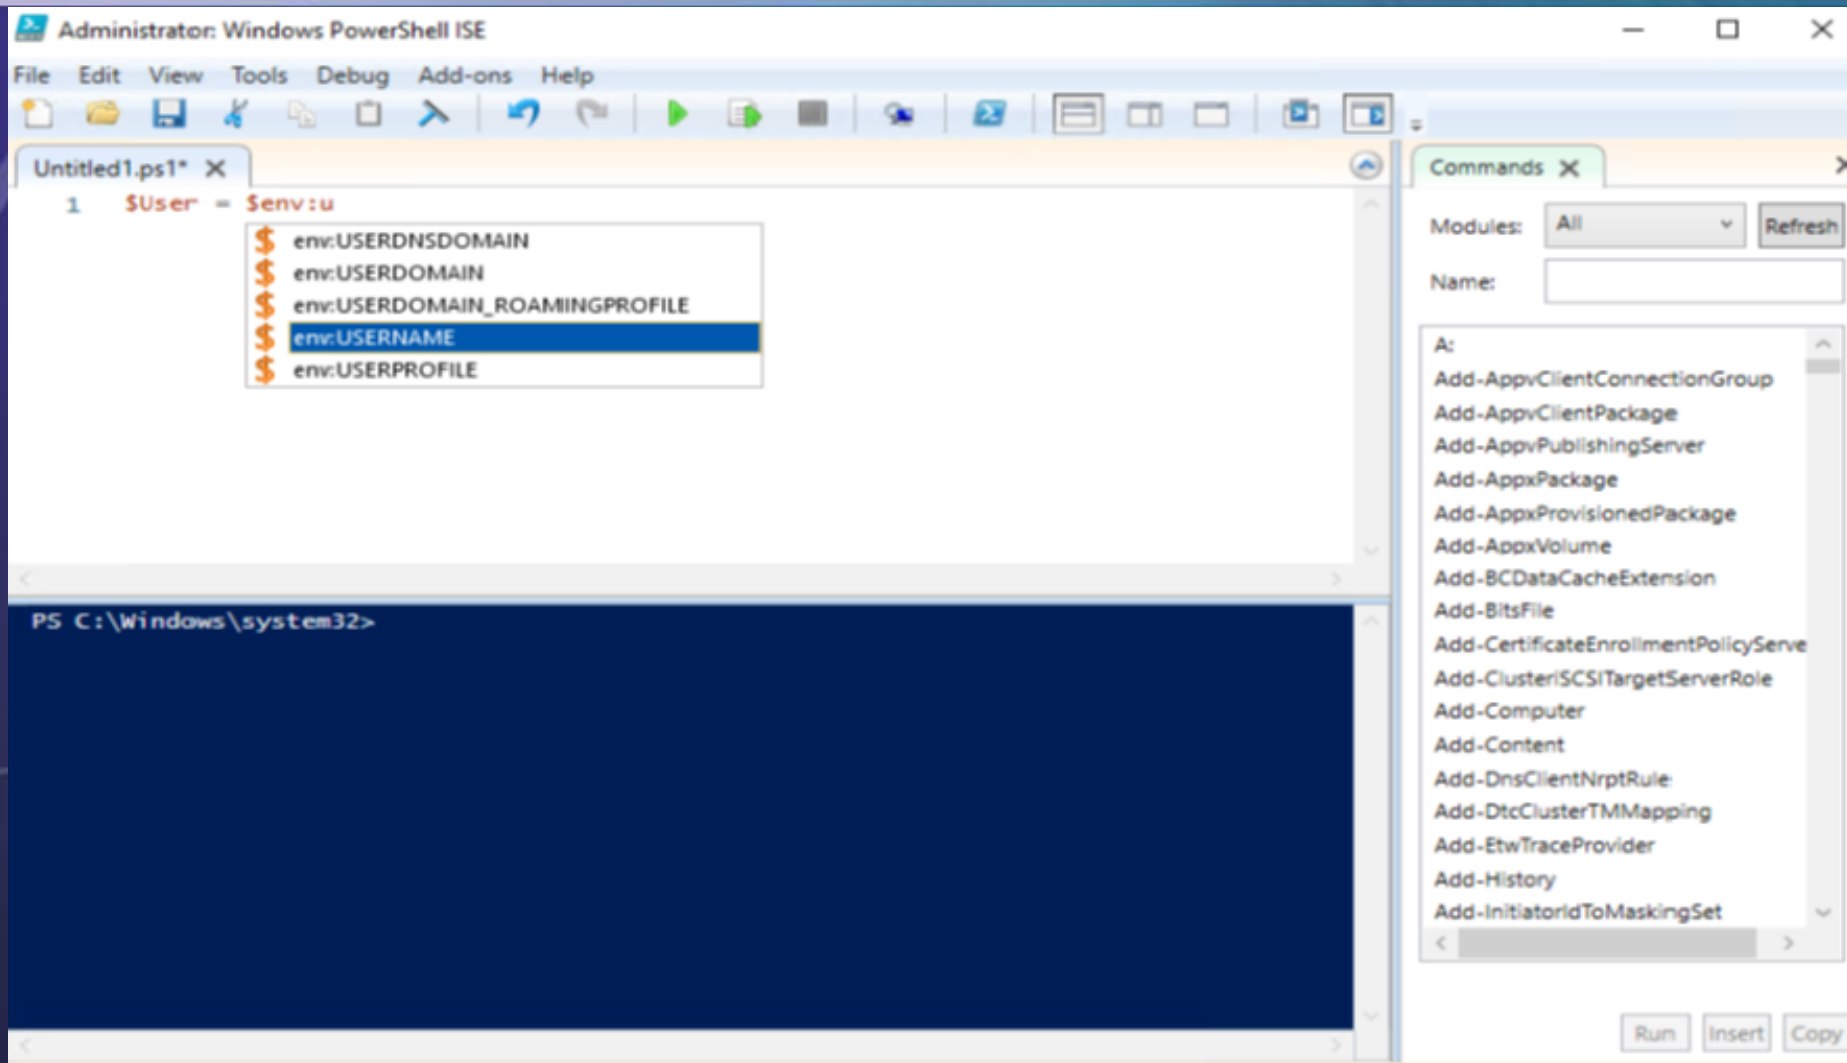 Administrator: Windows PowerShell ISE
File Edit View Tools Debug Add-ons Help
Untitled1.ps1* X
1 $User = $env:u
env:USERDNSDOMAIN
env:USERDOMAIN
env:USERDOMAIN_ROAMINGPROFILE
env:USERNAME
env:USERPROFILE
PS C:\Windows\system32>
Commands X
Modules: All Refresh
Name:
A:
Add-AppvClientConnectionGroup
Add-AppvClientPackage
Add-AppvPublishingServer
Add-AppxPackage
Add-AppxProvisionedPackage
Add-AppxVolume
Add-BCDataCacheExtension
Add-BitsFile
Add-CertificateEnrollmentPolicyServe
Add-ClusteriSCSITargetServerRole
Add-Computer
Add-Content
Add-DnsClientNrptRule
Add-DtcClusterTMMapping
Add-EtwTraceProvider
Add-History
Add-InitiatorIdToMaskingSet
Run Insert Copy